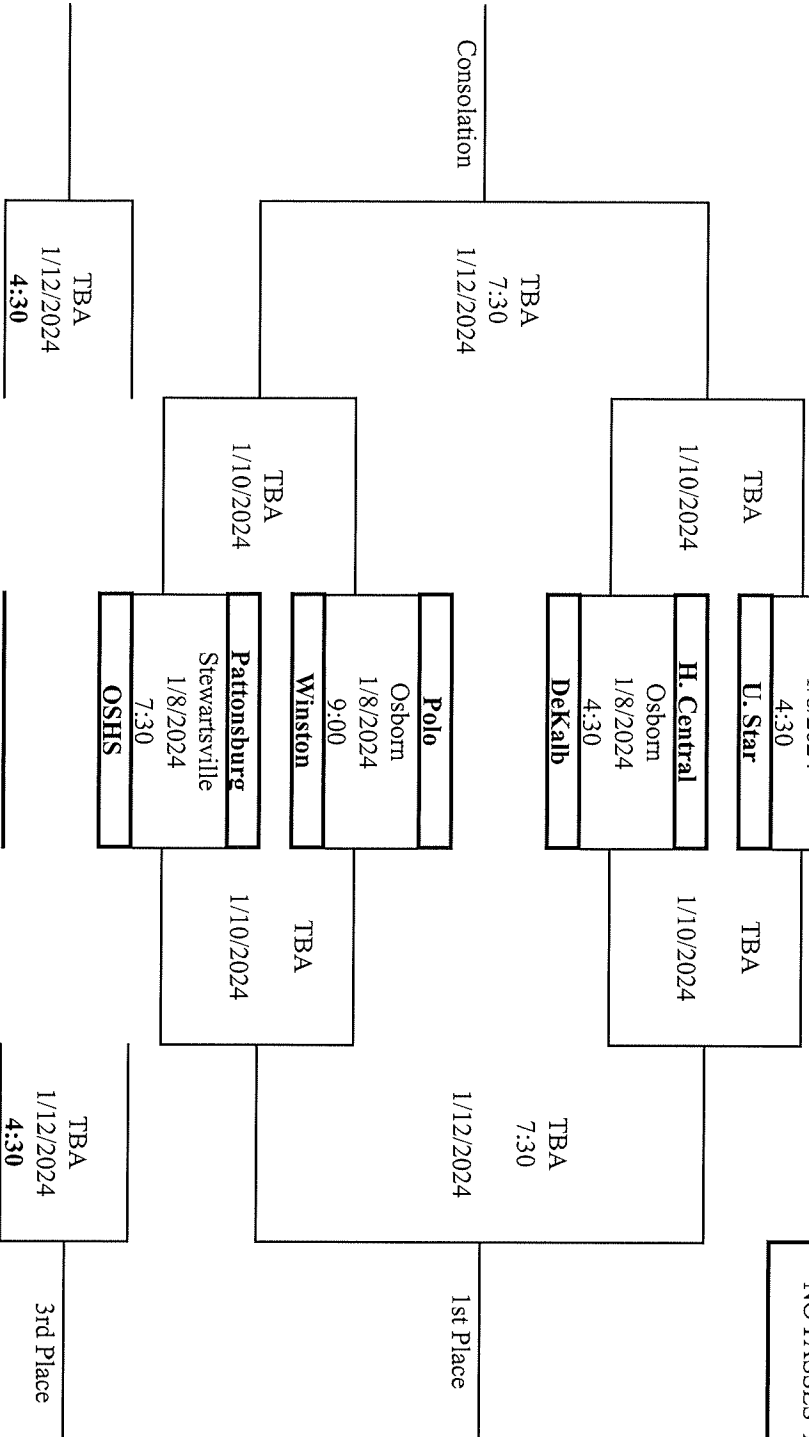 NO PASSES
4:30
U. Star
TBA
1/10/2024
TBA
1/10/2024
H. Central
Osborn
1/8/2024
4:30
DeKalb
TBA
7:30
1/12/2024
Consolation
TBA
7:30
1/12/2024
1st Place
Polo
Osborn
1/8/2024
9:00
Winston
TBA
1/10/2024
TBA
1/10/2024
Pattonsburg
Stewartsville
1/8/2024
7:30
OSHS
TBA
1/12/2024
4:30
TBA
1/12/2024
4:30
3rd Place